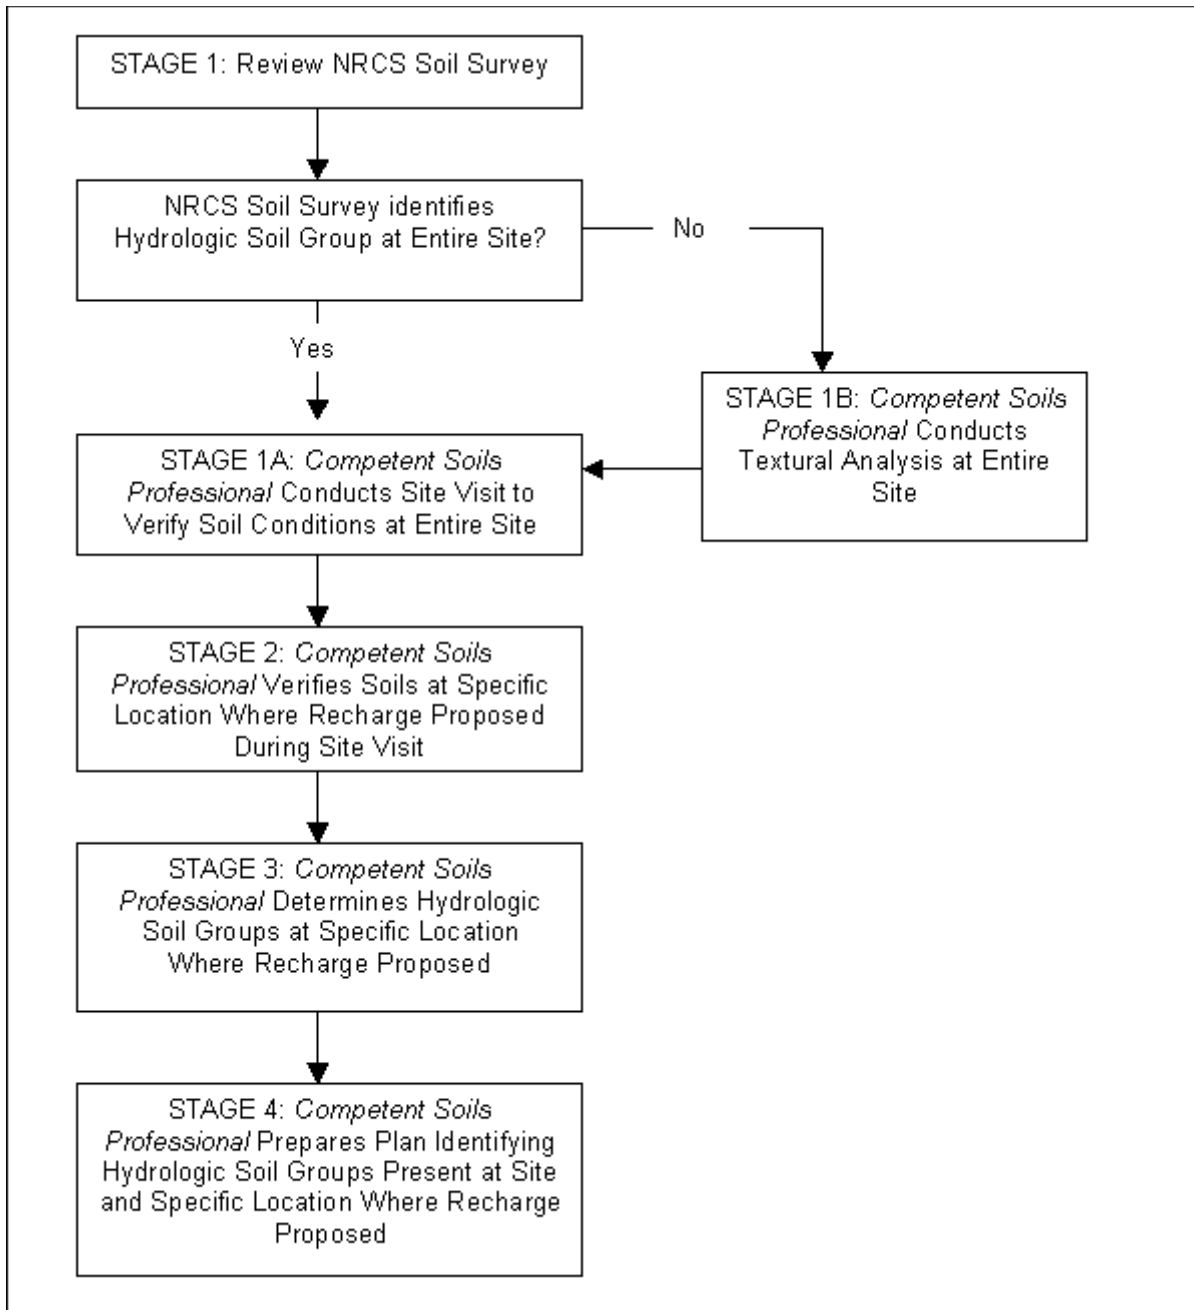 STAGE 1: Review NRCS Soil Survey
NRCS Soil Survey identifies
Hydrologic Soil Group at Entire Site?
No
Yes
STAGE 1B: Competent Soils
Professional Conducts
Textural Analysis at Entire
Site
STAGE 1A: Competent Soils
Professional Conducts Site Visit to
Verify Soil Conditions at Entire Site
STAGE 2: Competent Soils
Professional Verifies Soils at Specific
Location Where Recharge Proposed
During Site Visit
STAGE 3: Competent Soils
Professional Determines Hydrologic
Soil Groups at Specific Location
Where Recharge Proposed
STAGE 4: Competent Soils
Professional Prepares Plan Identifying
Hydrologic Soil Groups Present at Site
and Specific Location Where Recharge
Proposed